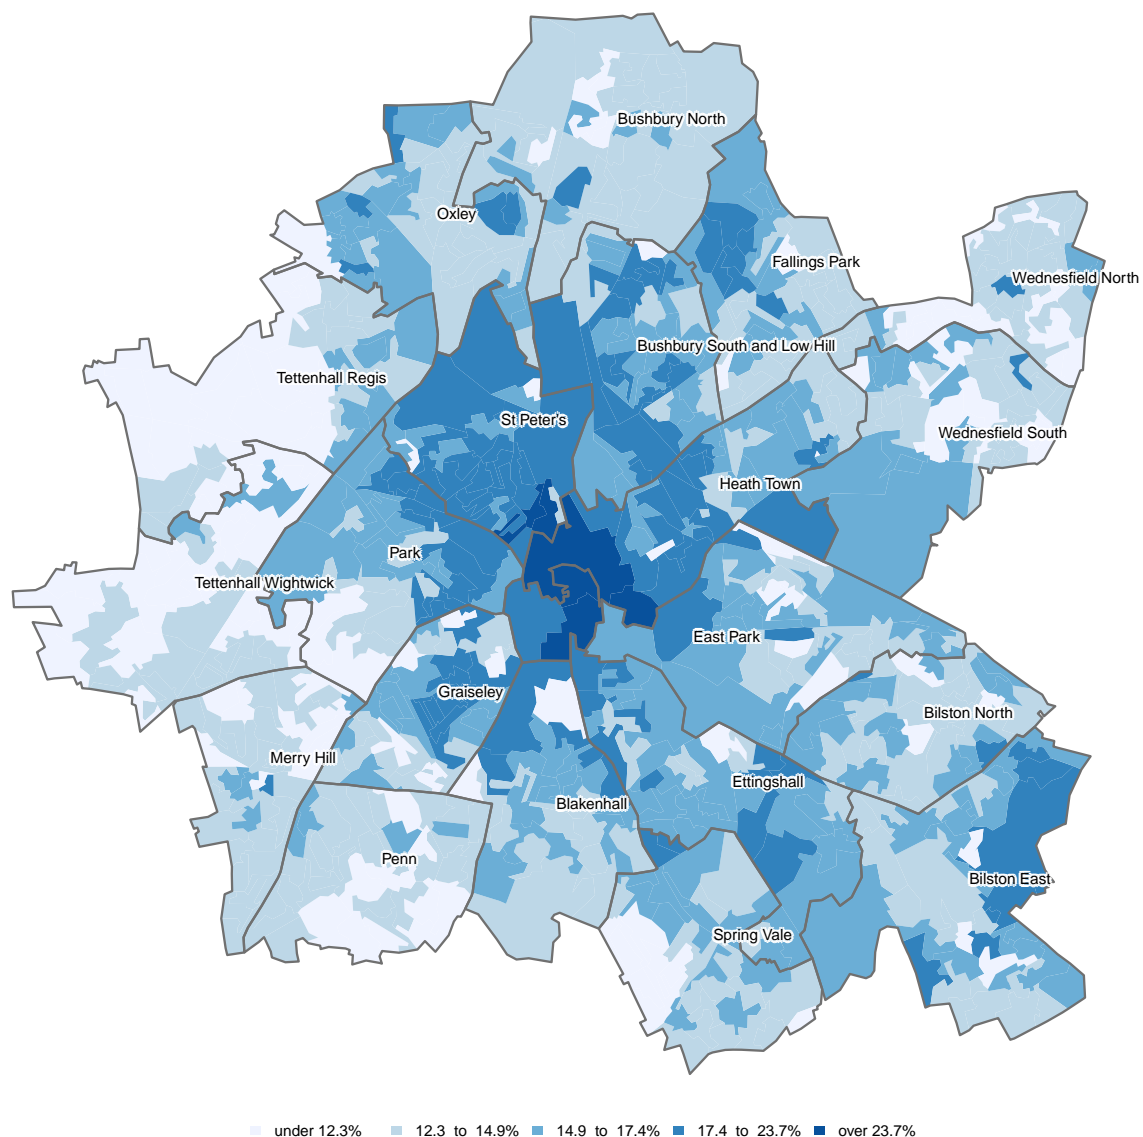 Bushbury North
Oxley
Fallings Park
Wednesfield North
Bushbury South and Low Hill
Tettenhall Regis
St Peter's
Wednesfield South
Heath Town
Park
Tettenhall Wightwick
East Park
Graiseley
Bilston North
Merry Hill
Ettingshall
Blakenhall
Penn
Bilston East
Spring Vale
under 12.3% 12.3 to 14.9% 14.9 to 17.4% 17.4 to 23.7% over 23.7%